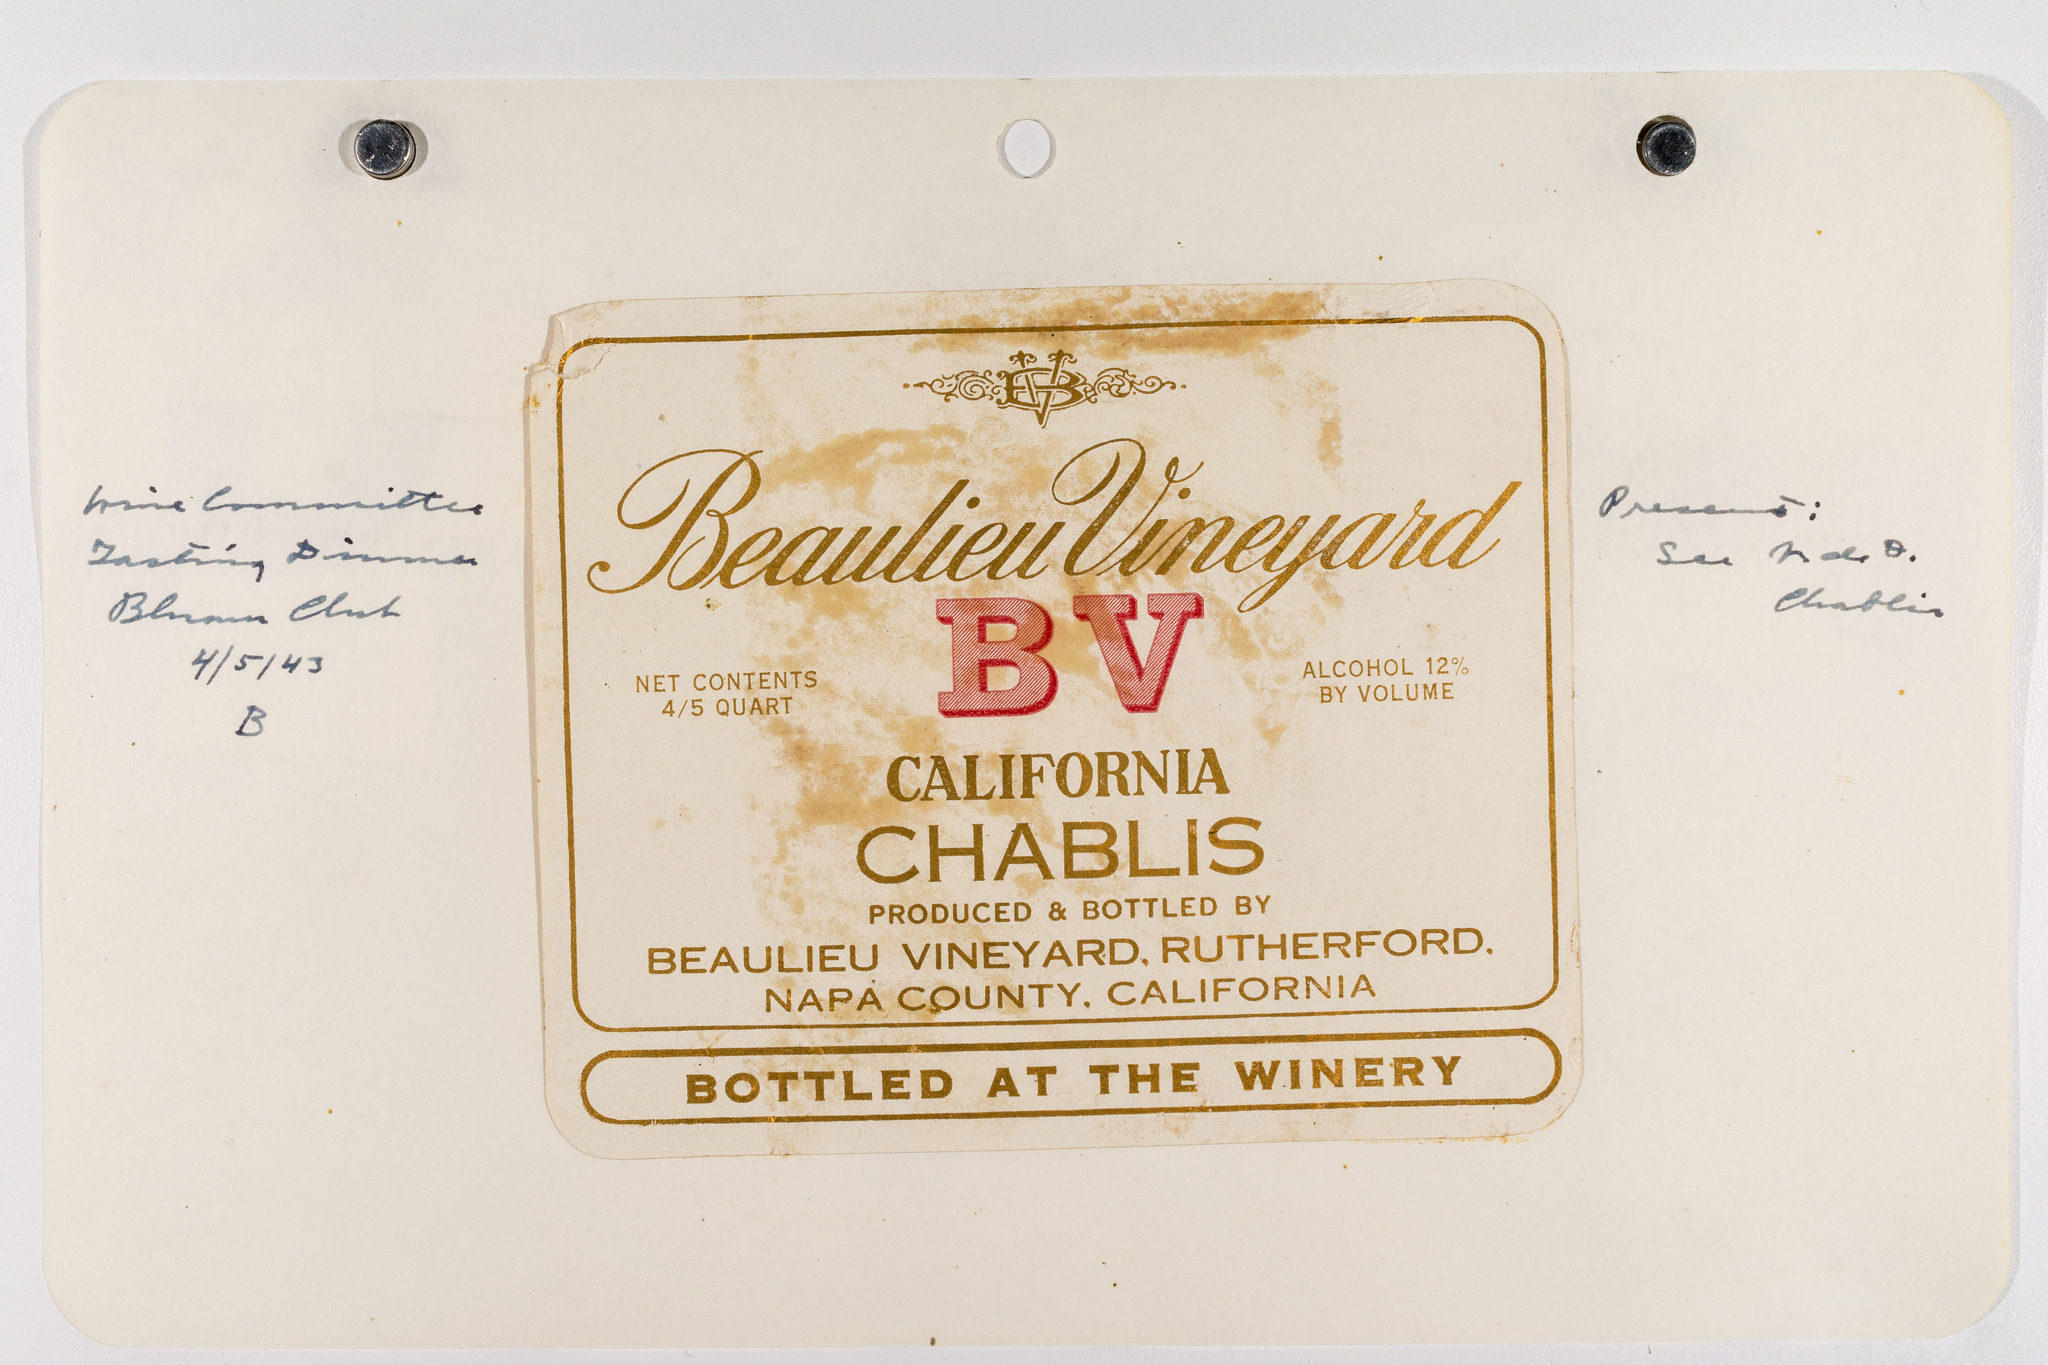 Wine Committee
Tasting Dinner
Club
4/5/43
B
BV
Beaulieu Vineyard
BV
NET CONTENTS
4/5 QUART
ALCOHOL 12%
BY VOLUME
CALIFORNIA
CHABLIS
PRODUCED & BOTTLED BY
BEAULIEU VINEYARD, RUTHERFORD,
NAPA COUNTY, CALIFORNIA
BOTTLED AT THE WINERY
Present:
See
Chablis